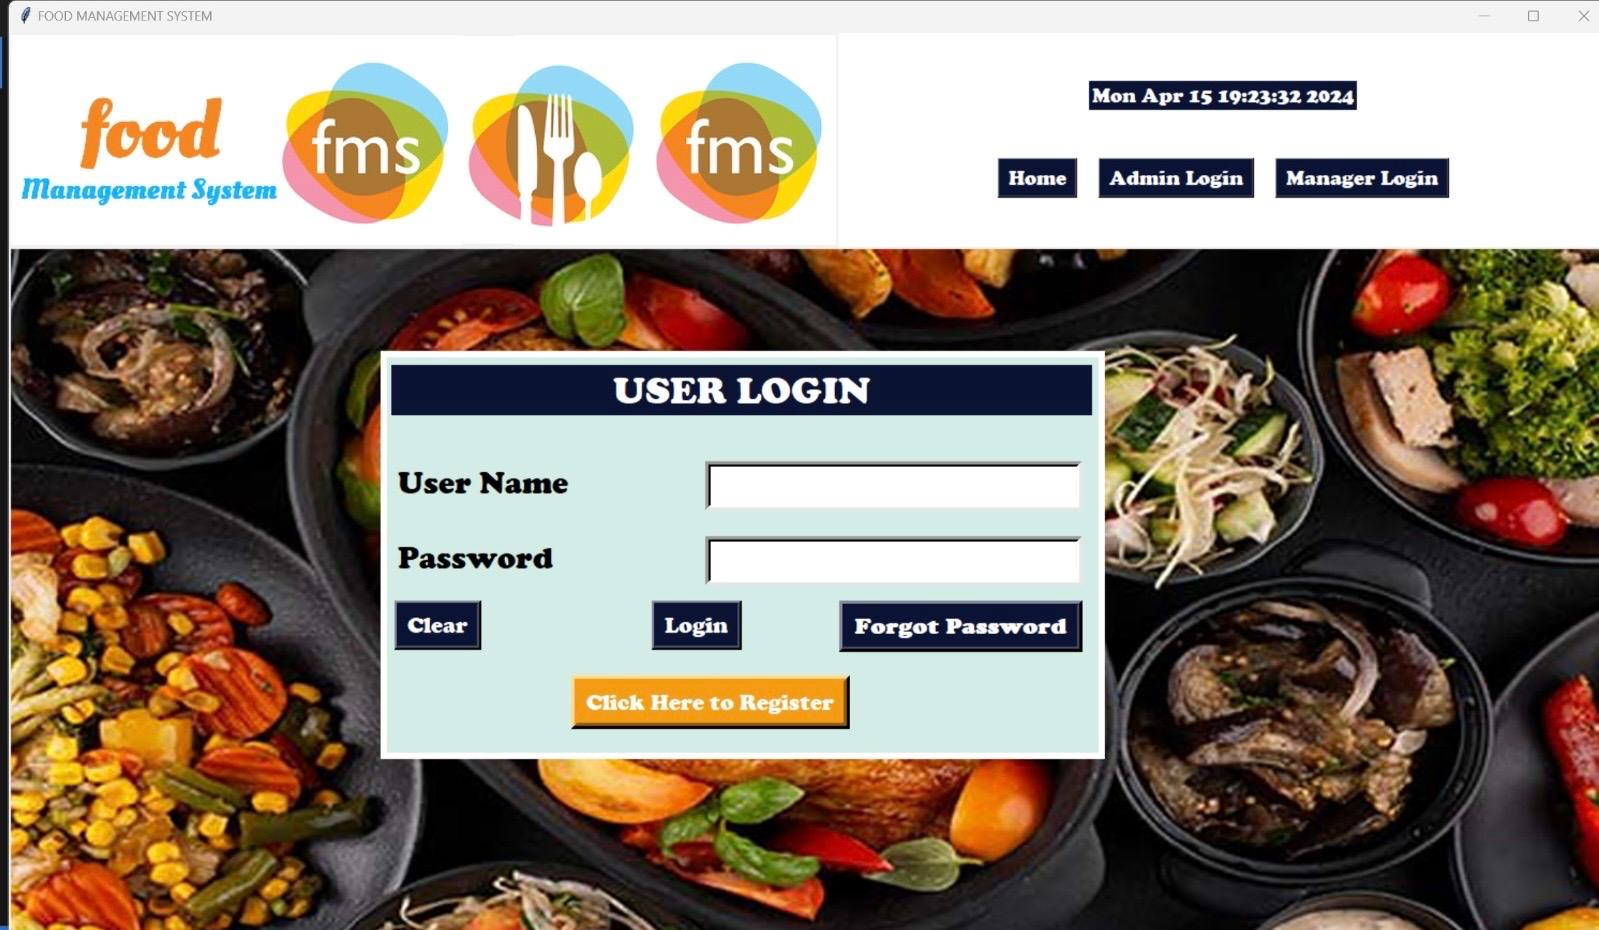 FOOD MANAGEMENT SYSTEM
food
Management System
fms
fms
Mon Apr 15 19:23:32 2024
Home Admin Login Manager Login
USER LOGIN
User Name
Password
Clear Login Forgot Password
Click Here to Register